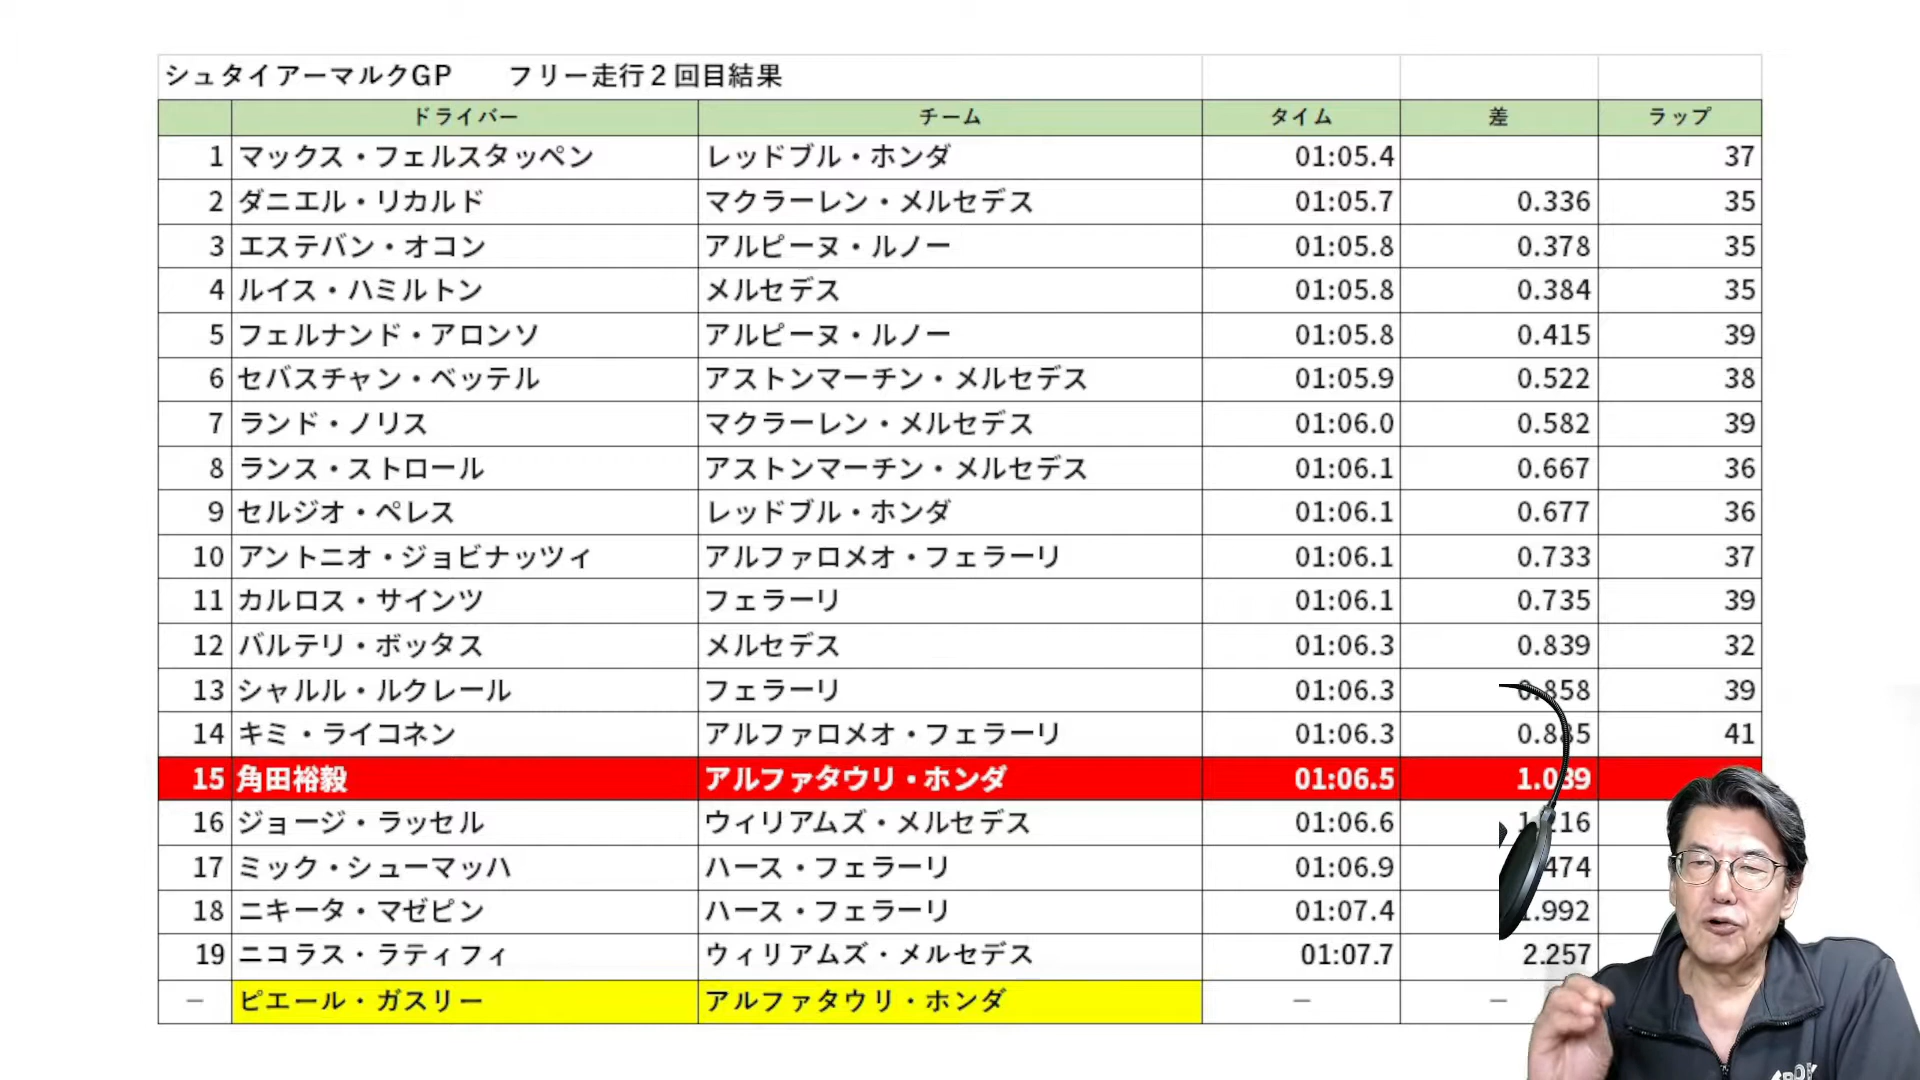 シュタイアーマルクGP フリー走行２回目結果
ドライバー チーム タイム 差 ラップ
1 マックス・フェルスタッペン レッドブル・ホンダ 01:05.4 37
2 ダニエル・リカルド マクラーレン・メルセデス 01:05.7 0.336 35
3 エステバン・オコン アルピーヌ・ルノー 01:05.8 0.378 35
4 ルイス・ハミルトン メルセデス 01:05.8 0.384 35
5 フェルナンド・アロンソ アルピーヌ・ルノー 01:05.8 0.415 39
6 セバスチャン・ベッテル アストンマーチン・メルセデス 01:05.9 0.522 38
7 ランド・ノリス マクラーレン・メルセデス 01:06.0 0.582 39
8 ランス・ストロール アストンマーチン・メルセデス 01:06.1 0.667 36
9 セルジオ・ペレス レッドブル・ホンダ 01:06.1 0.677 36
10 アントニオ・ジョビナッツィ アルファロメオ・フェラーリ 01:06.1 0.733 37
11 カルロス・サインツ フェラーリ 01:06.1 0.735 39
12 バルテリ・ボッタス メルセデス 01:06.3 0.839 32
13 シャルル・ルクレール フェラーリ 01:06.3 0.858 39
14 キミ・ライコネン アルファロメオ・フェラーリ 01:06.3 41
15 角田裕毅 アルファタウリ・ホンダ 01:06.5
16 ジョージ・ラッセル ウィリアムズ・メルセデス 01:06.6
17 ミック・シューマッハ ハース・フェラーリ 01:06.9
18 ニキータ・マゼピン ハース・フェラーリ 01:07.4
19 ニコラス・ラティフィ ウィリアムズ・メルセデス 01:07.7 2.257
− ピエール・ガスリー アルファタウリ・ホンダ − −